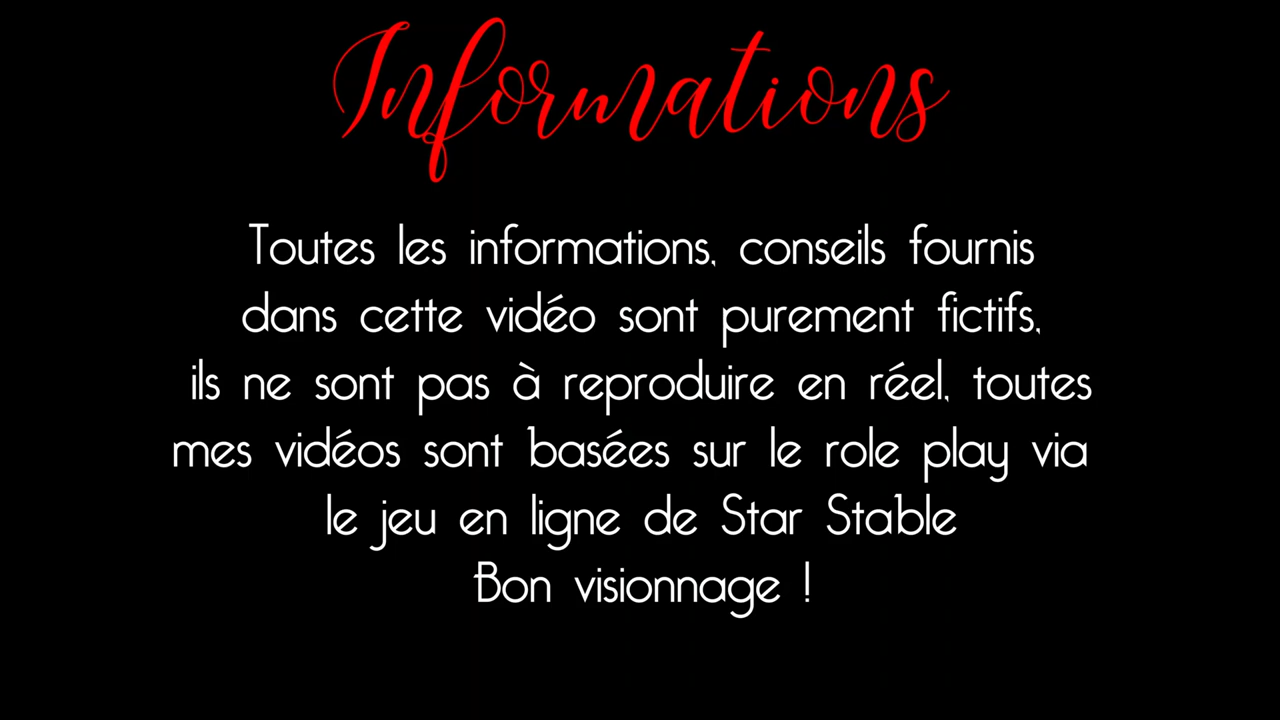 Informations
Toutes les informations, conseils fournis
dans cette vidéo sont purement fictifs,
ils ne sont pas à reproduire en réel, toutes
mes vidéos sont basées sur le role play via
le jeu en ligne de Star Stable
Bon visionnage !